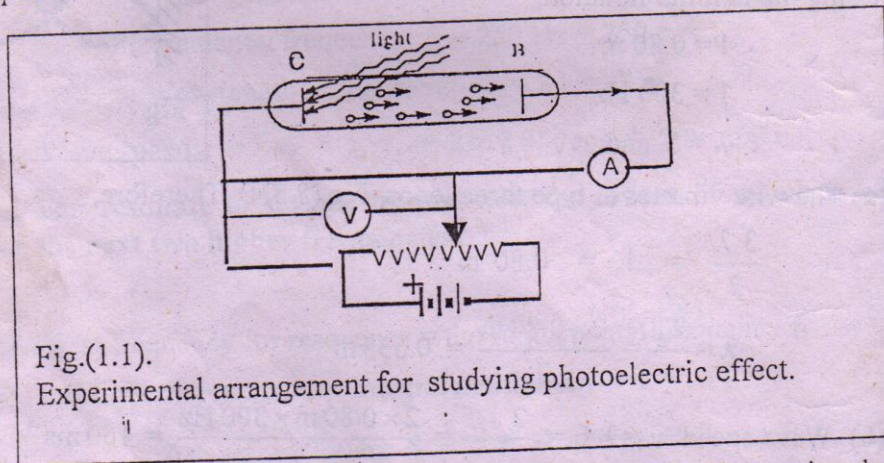 light
C
B
A
V
+
Fig.(1.1).
Experimental arrangement for studying photoelectric effect.